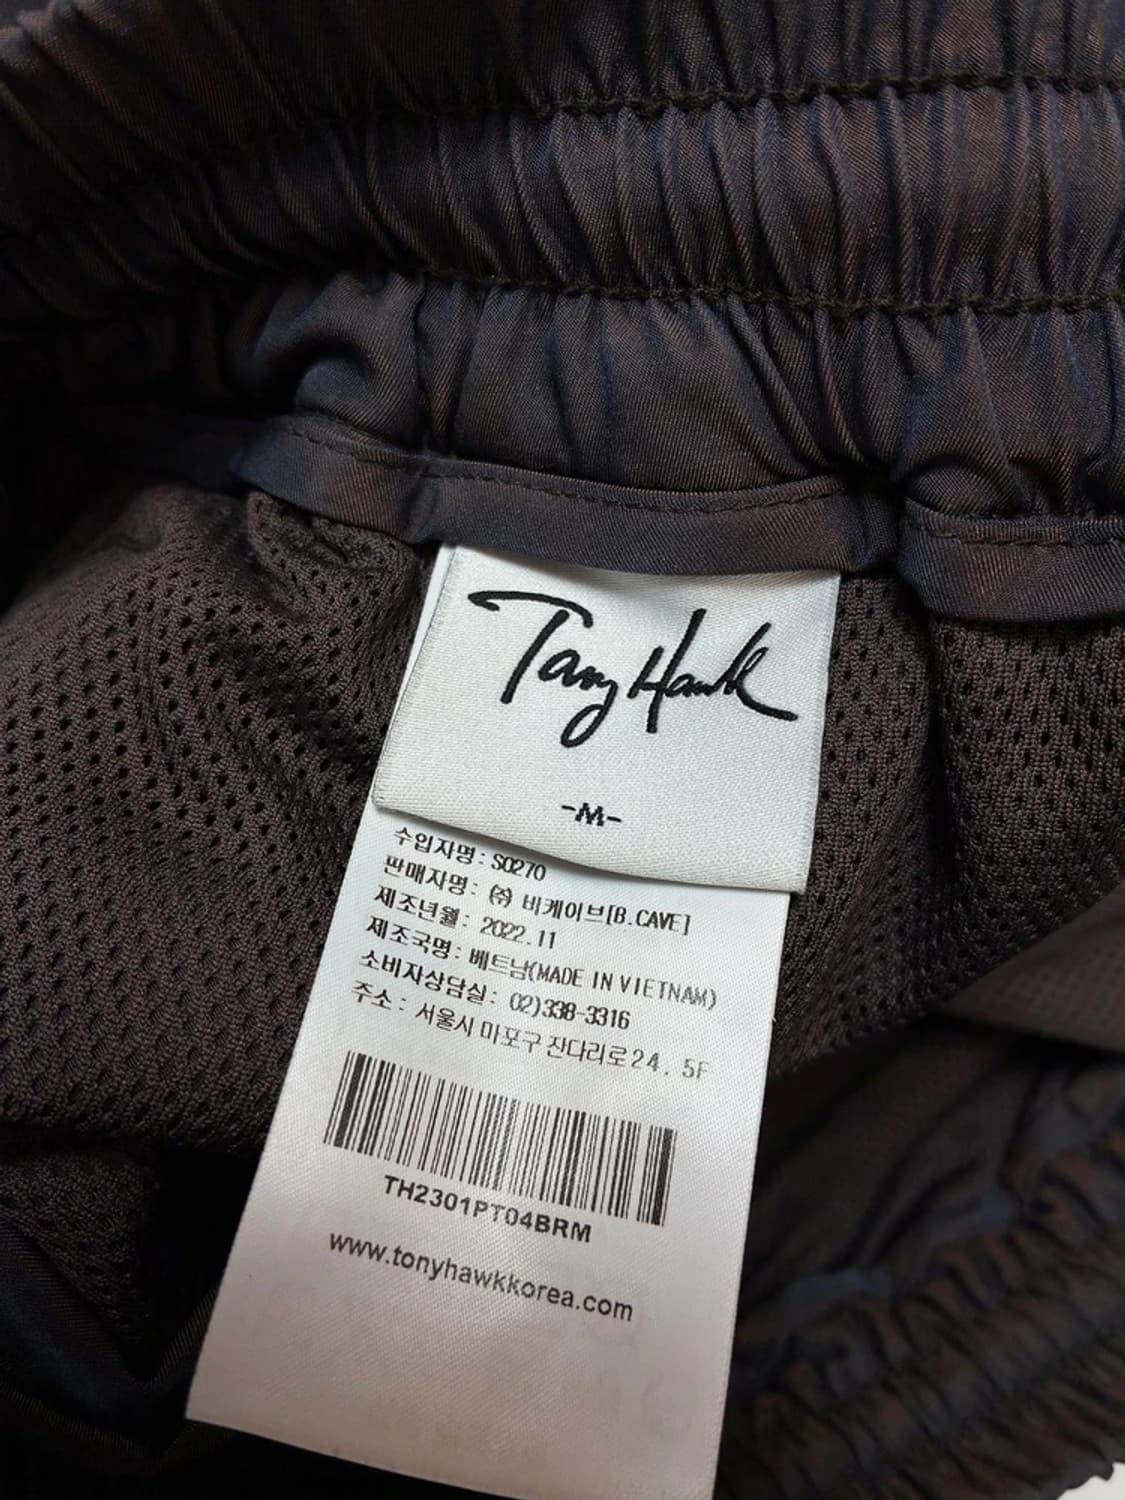 Tony Hawk
-M-
수입자명: S0270
판매자명: ㈜ 비케이브[B.CAVE]
제조년월: 2022.11
제조국명: 베트남(MADE IN VIETNAM)
소비자상담실: 02)338-3316
주소: 서울시 마포구 잔다리로24. 5F
TH2301PT04BRM
www.tonyhawkkorea.com